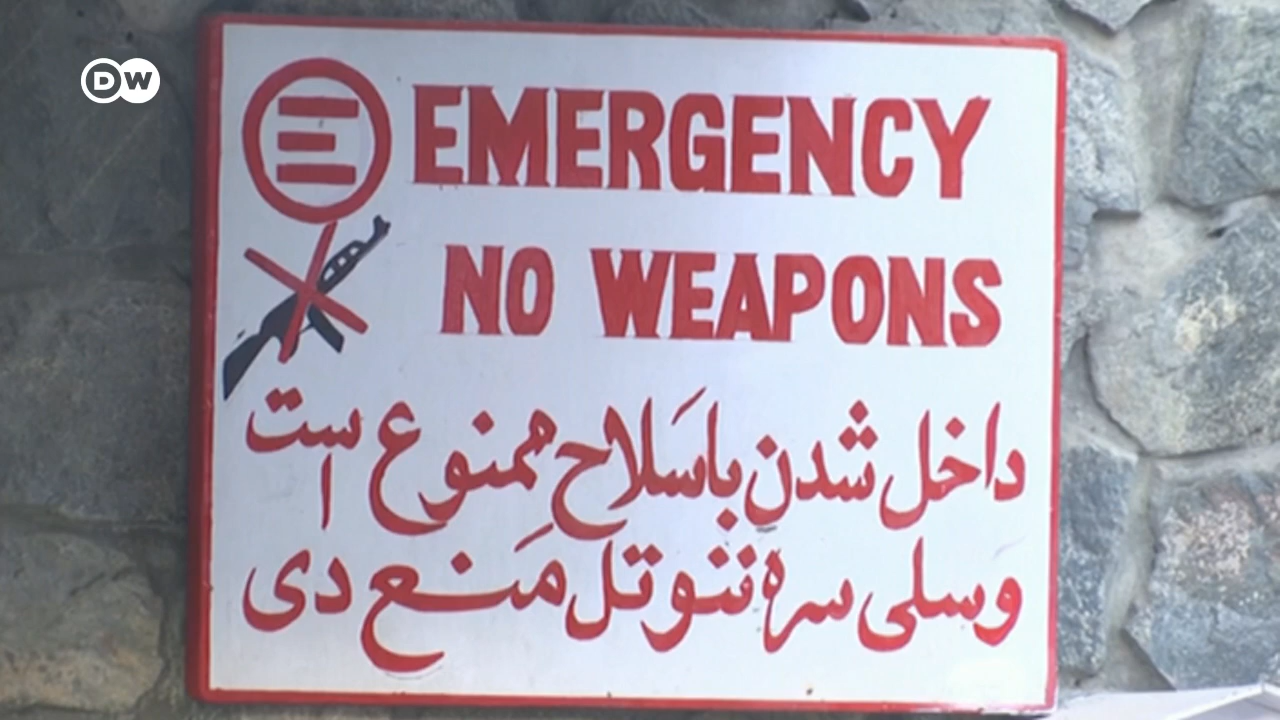 DW
E EMERGENCY
NO WEAPONS
داخل شدن باسلاح ممنوع است
وسلی سره ننوتل منع دی